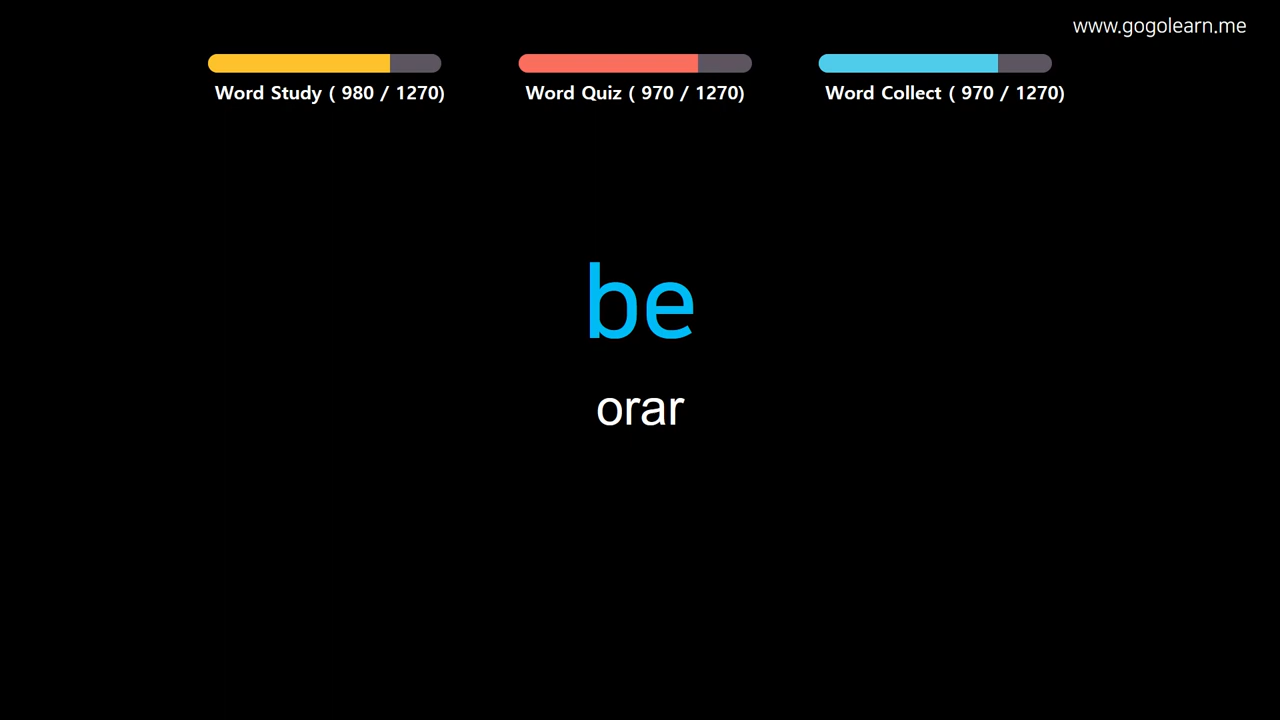 www.gogolearn.me
Word Study ( 980 / 1270)
Word Quiz ( 970 / 1270)
Word Collect ( 970 / 1270)
be
orar